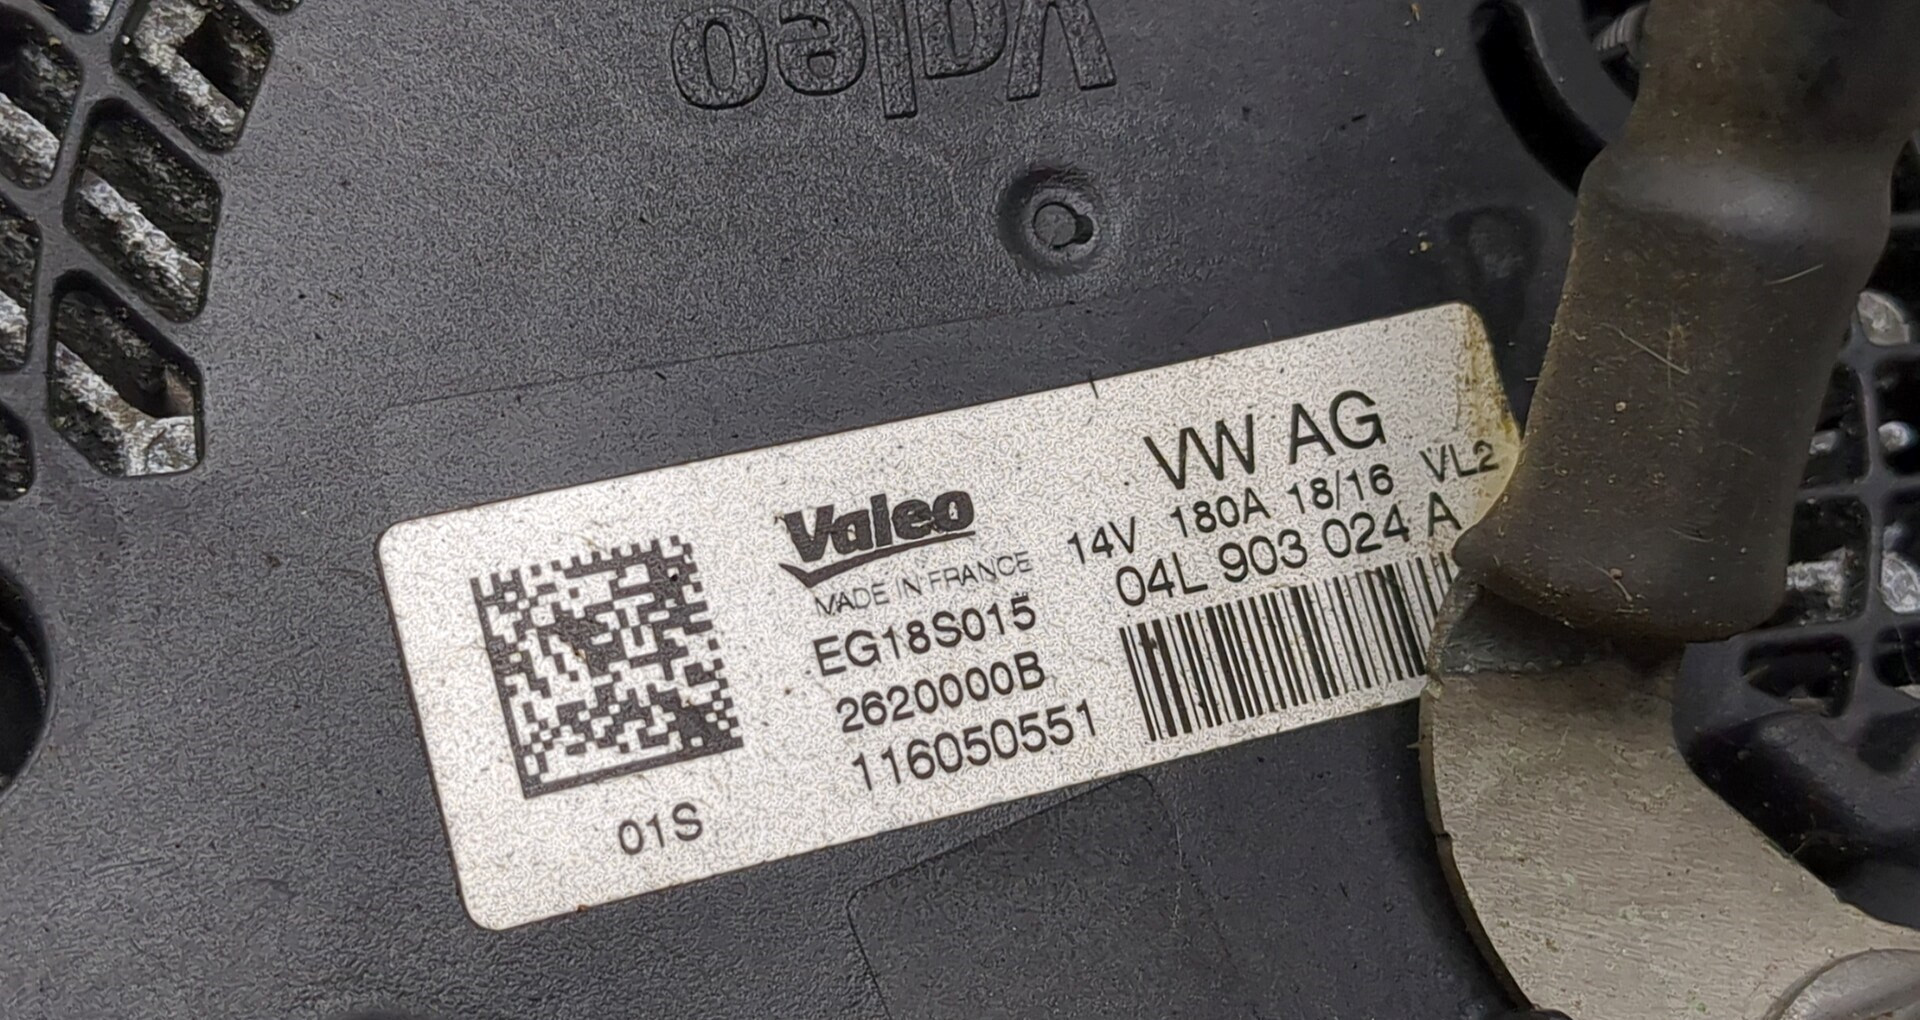 Valeo
VW AG
14V 180A 18/16 VL2
04L 903 024 A
Valeo
MADE IN FRANCE
EG18S015
2620000B
116050551
01S